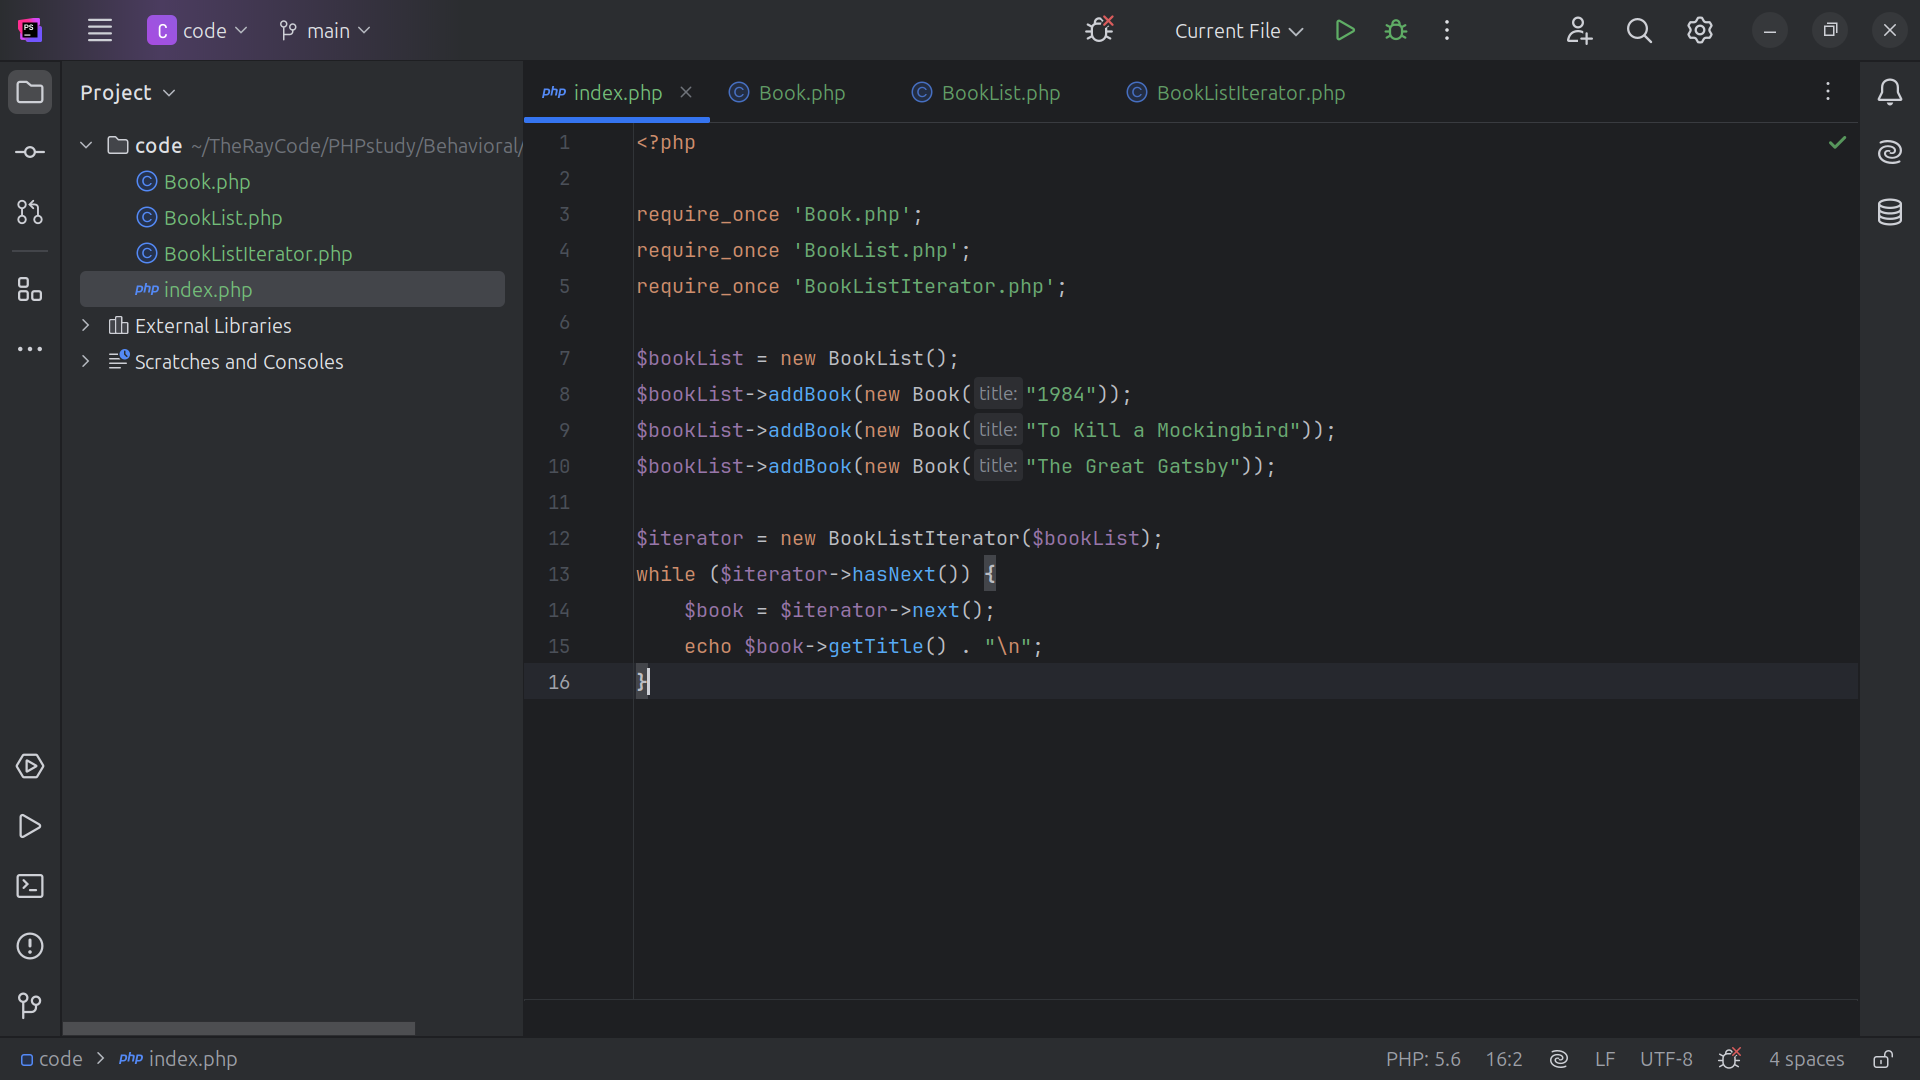 PS
C code main
Current File
Project
code ~/TheRayCode/PHPstudy/Behavioral/
C Book.php
C BookList.php
C BookListIterator.php
php index.php
External Libraries
Scratches and Consoles
php index.php
C Book.php
C BookList.php
C BookListIterator.php
1 <?php
2
3 require_once 'Book.php';
4 require_once 'BookList.php';
5 require_once 'BookListIterator.php';
6
7 $bookList = new BookList();
8 $bookList->addBook(new Book( title: "1984"));
9 $bookList->addBook(new Book( title: "To Kill a Mockingbird"));
10 $bookList->addBook(new Book( title: "The Great Gatsby"));
11
12 $iterator = new BookListIterator($bookList);
13 while ($iterator->hasNext()) {
14     $book = $iterator->next();
15     echo $book->getTitle() . "\n";
16 }
code > php index.php
PHP: 5.6 16:2 LF UTF-8 4 spaces